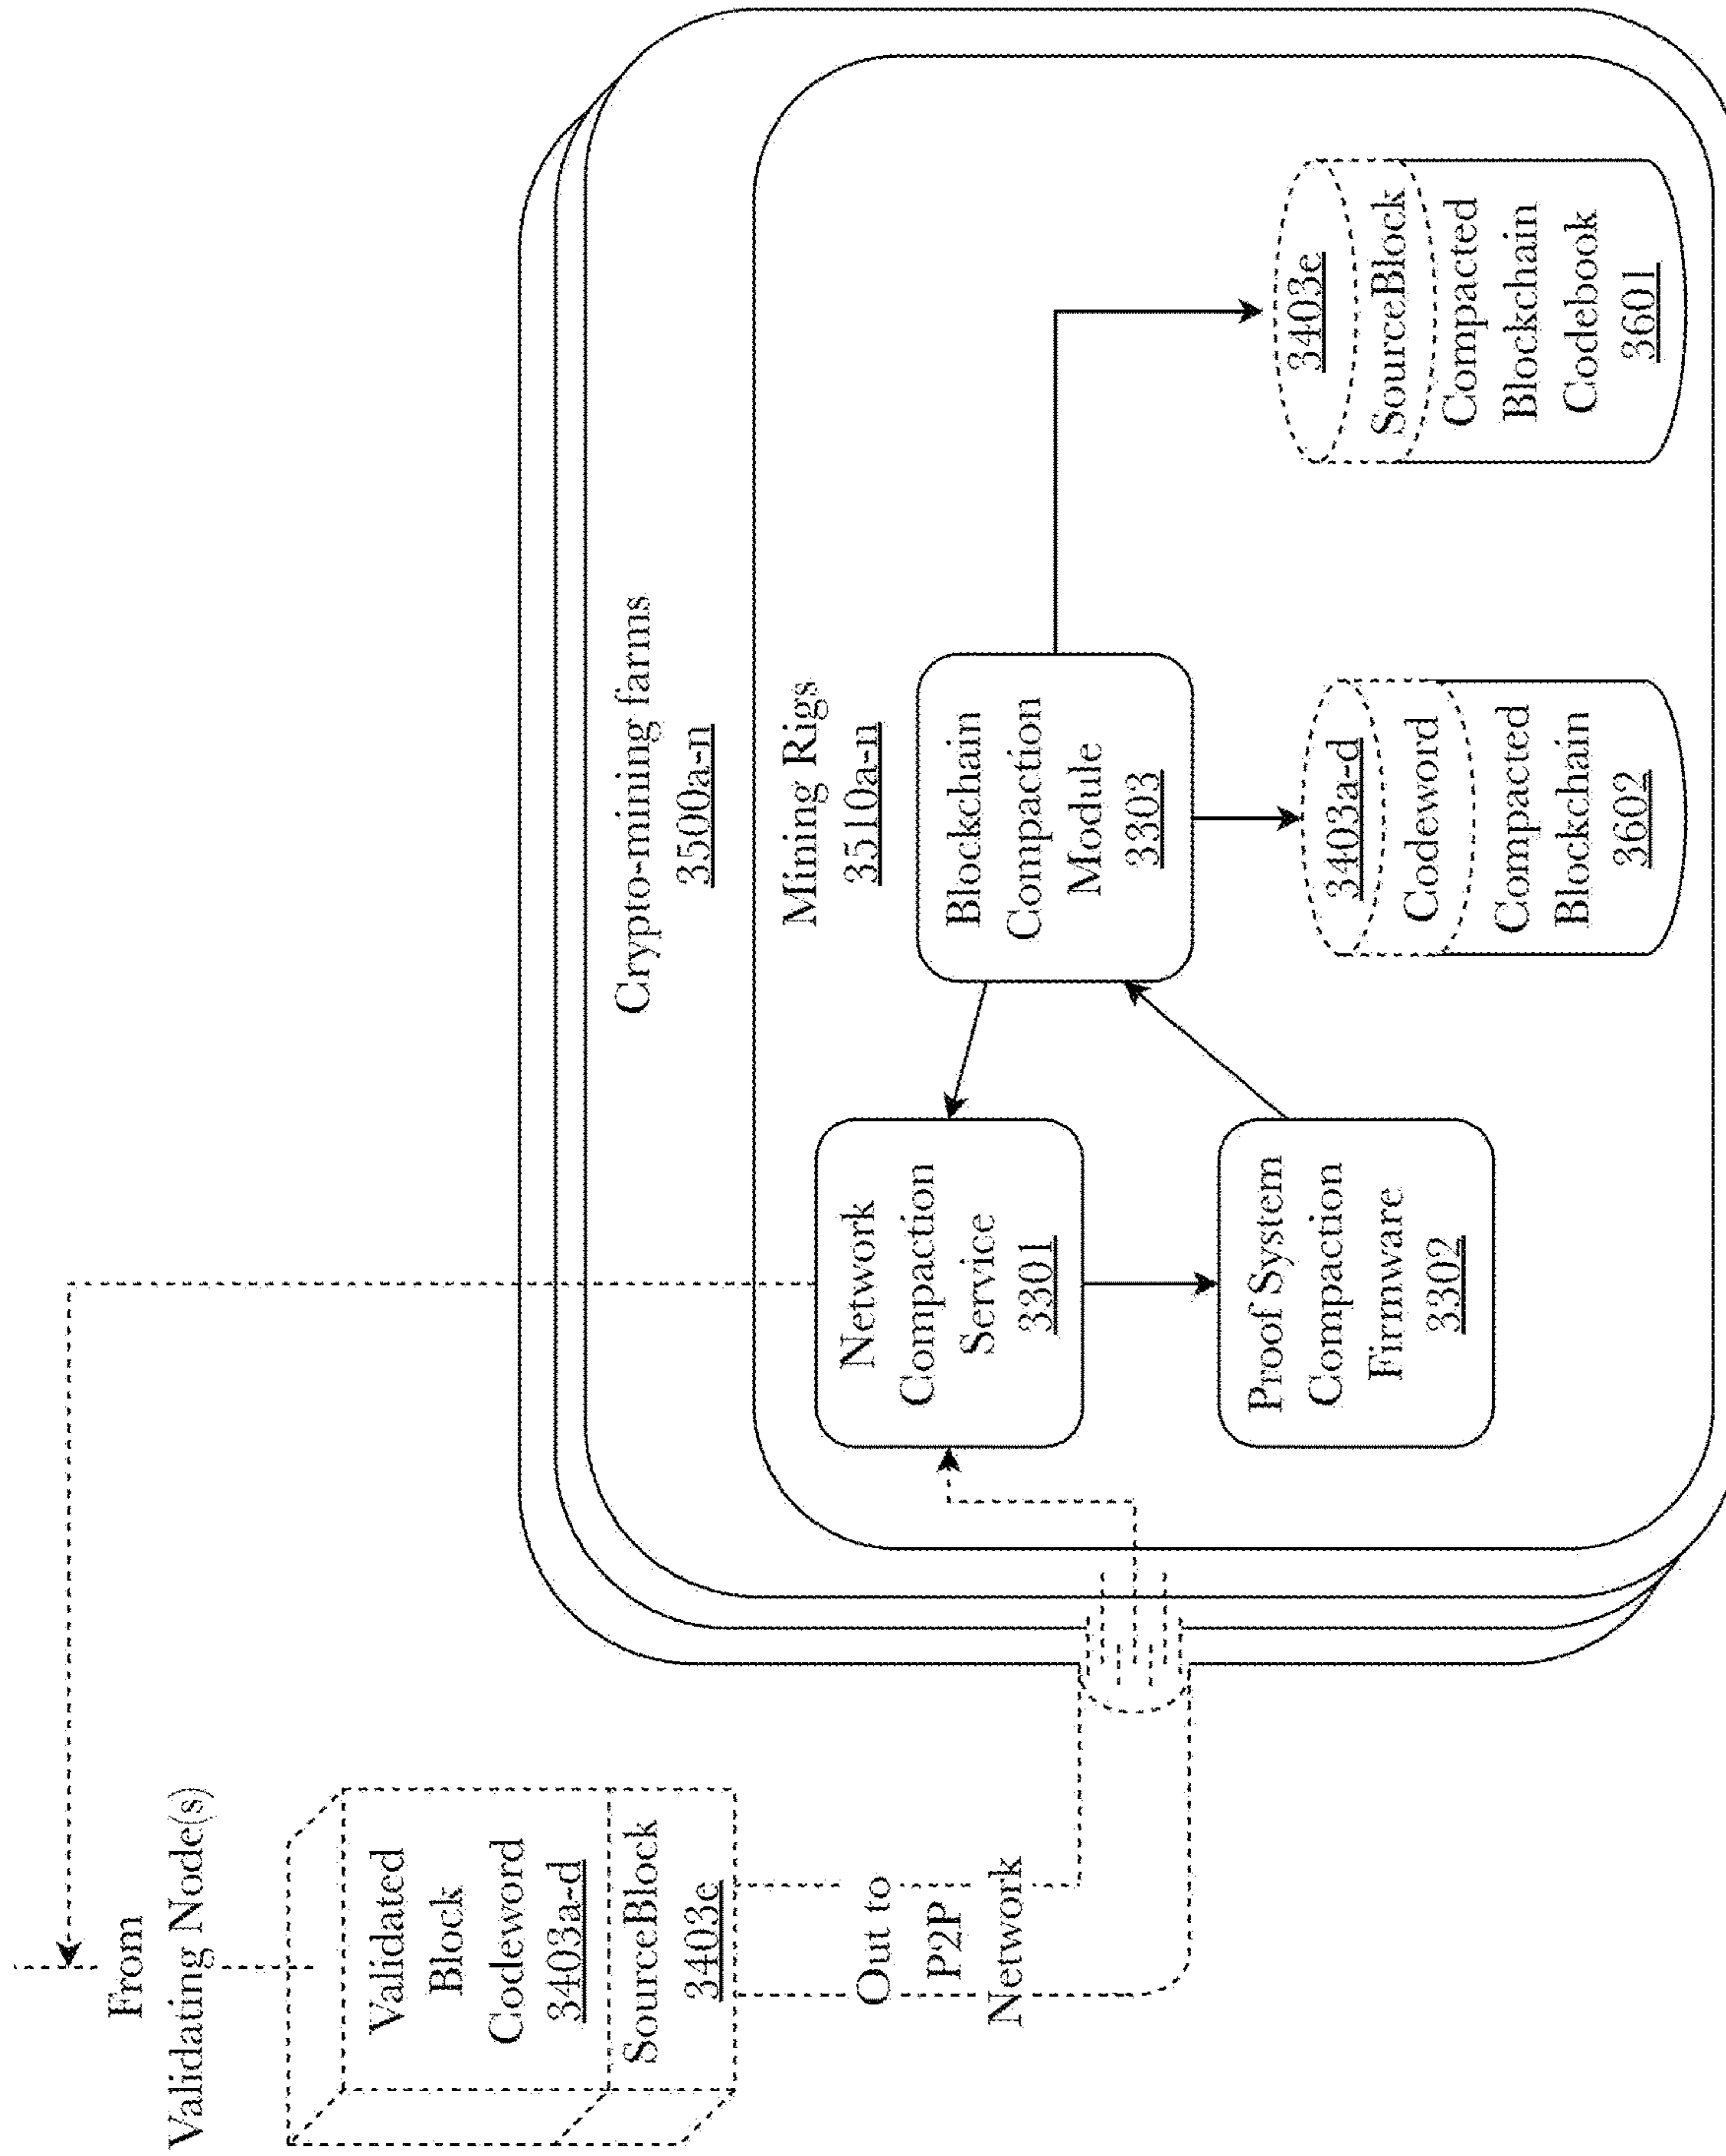 From
Validating Node(s)
Validated
Block
Codeword
3403a-d
SourceBlock
3403e
Out to
P2P
Network
Crypto-mining farms
3500a-n
Mining Rigs
3510a-n
Network
Compaction
Service
3301
Proof System
Compaction
Firmware
3302
Blockchain
Compaction
Module
3303
3403a-d
Codeword
Compacted
Blockchain
3602
3403e
SourceBlock
Compacted
Blockchain
Codebook
3601